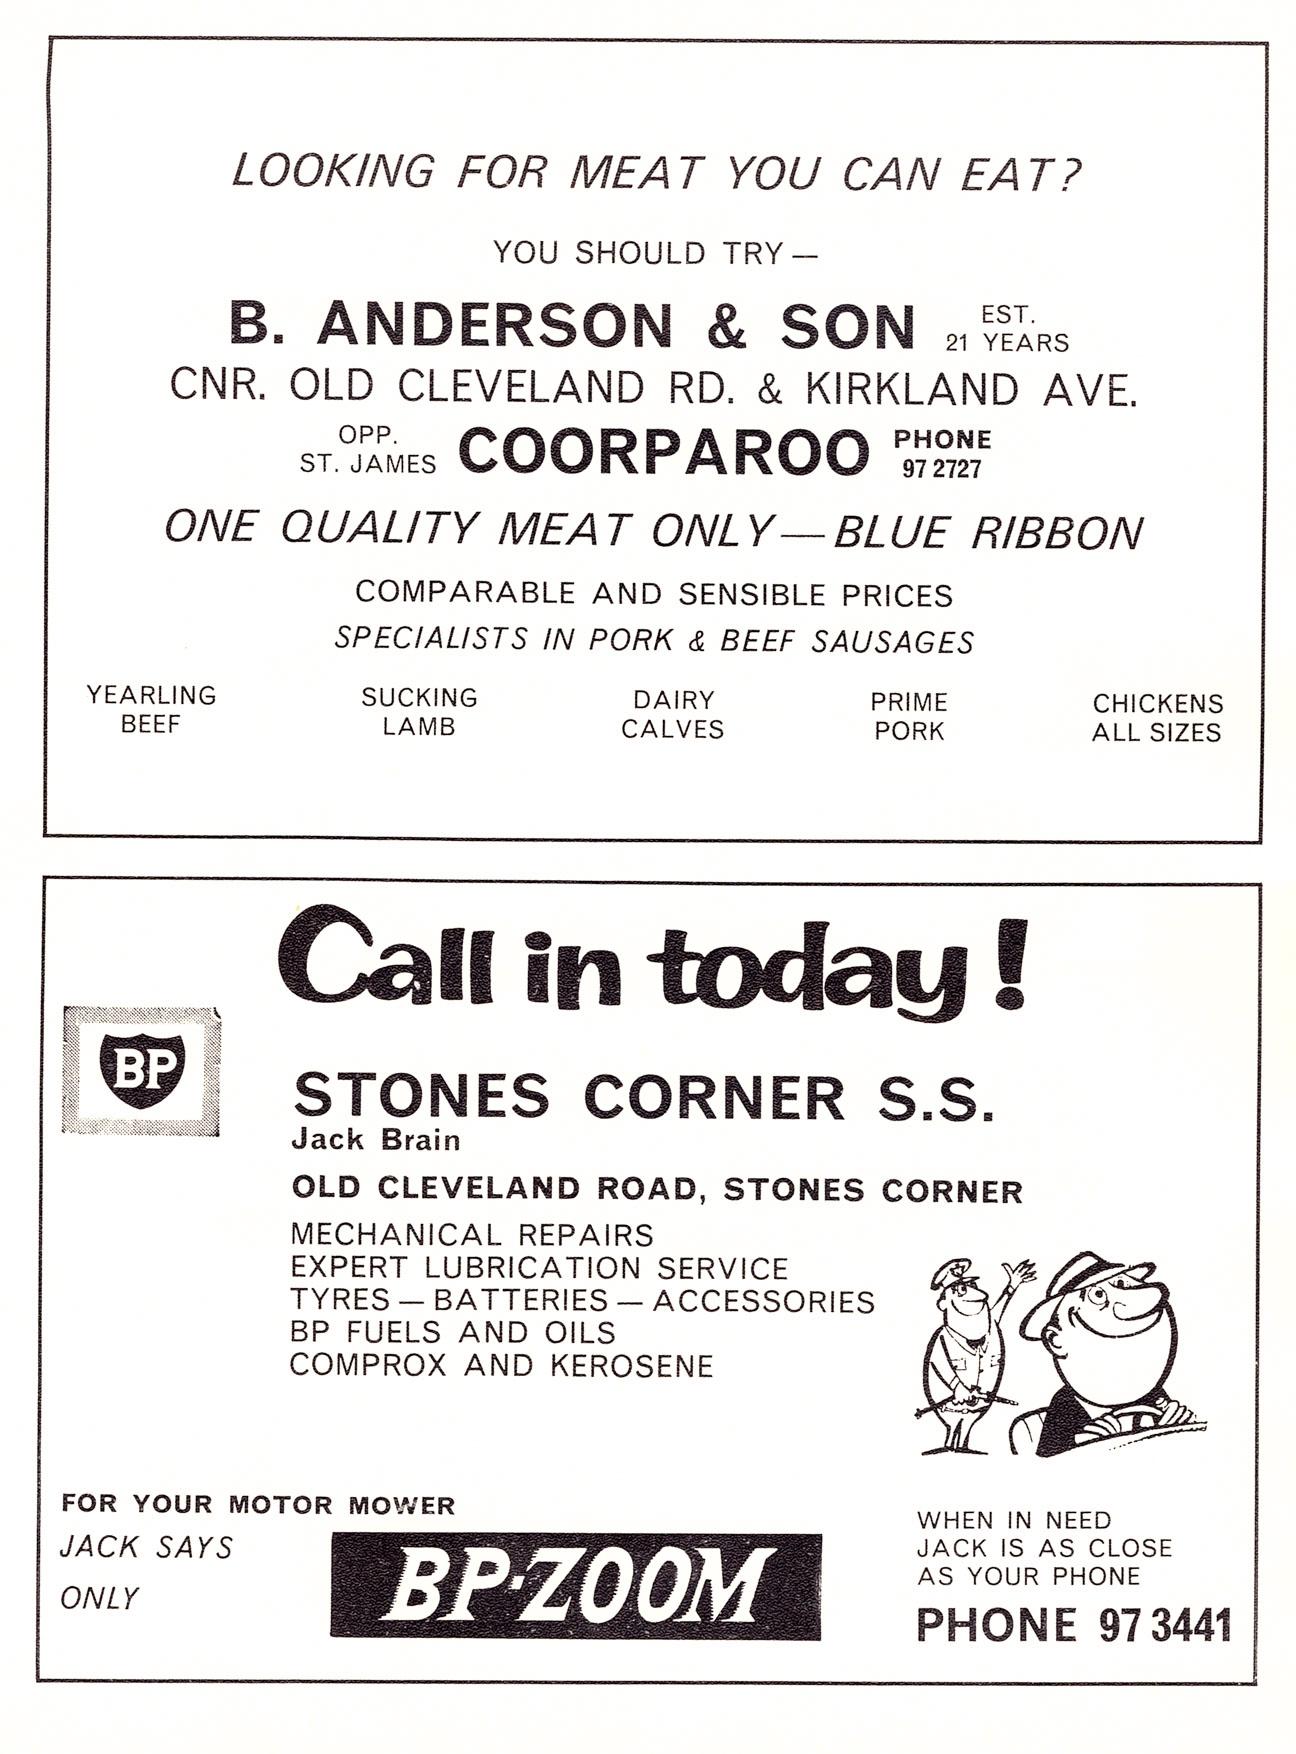 LOOKING FOR MEAT YOU CAN EAT?
YOU SHOULD TRY —
B. ANDERSON & SON EST. 21 YEARS
CNR. OLD CLEVELAND RD. & KIRKLAND AVE.
OPP. ST. JAMES COORPAROO PHONE 97 2727
ONE QUALITY MEAT ONLY — BLUE RIBBON
COMPARABLE AND SENSIBLE PRICES
SPECIALISTS IN PORK & BEEF SAUSAGES
YEARLING BEEF
SUCKING LAMB
DAIRY CALVES
PRIME PORK
CHICKENS ALL SIZES
Call in today!
BP
STONES CORNER S.S.
Jack Brain
OLD CLEVELAND ROAD, STONES CORNER
MECHANICAL REPAIRS
EXPERT LUBRICATION SERVICE
TYRES — BATTERIES — ACCESSORIES
BP FUELS AND OILS
COMPROX AND KEROSENE
FOR YOUR MOTOR MOWER
JACK SAYS
ONLY
BP-ZOOM
WHEN IN NEED
JACK IS AS CLOSE
AS YOUR PHONE
PHONE 97 3441